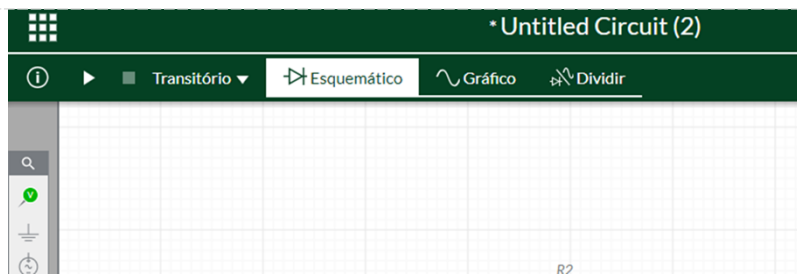 * Untitled Circuit (2)
Transitório Esquemático Gráfico Dividir
V
R2